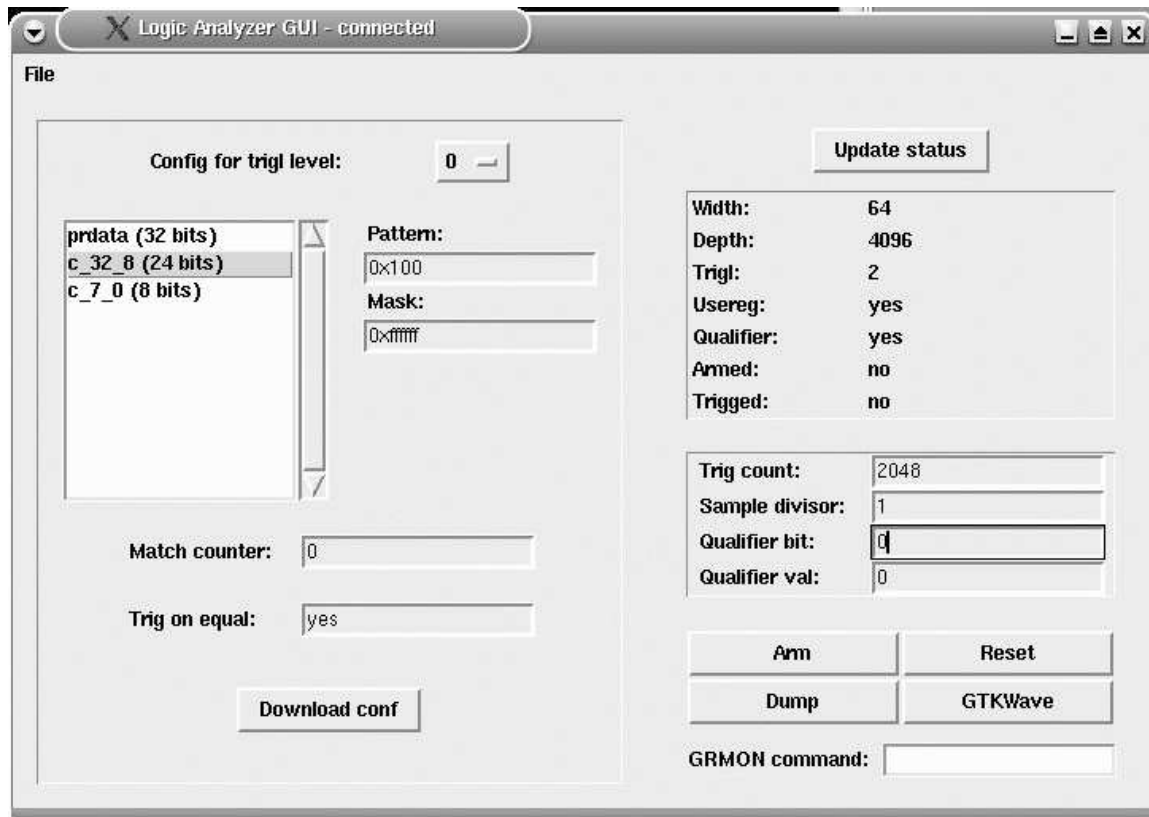 Logic Analyzer GUI - connected
File
Config for trigl level: 0
prdata (32 bits)
c_32_8 (24 bits)
c_7_0 (8 bits)
Pattern:
0x100
Mask:
0xffffff
Match counter: 0
Trig on equal: yes
Download conf
Update status
Width: 64
Depth: 4096
Trigl: 2
Usereg: yes
Qualifier: yes
Armed: no
Trigged: no
Trig count: 2048
Sample divisor: 1
Qualifier bit: 0
Qualifier val: 0
Arm Reset
Dump GTKWave
GRMON command: